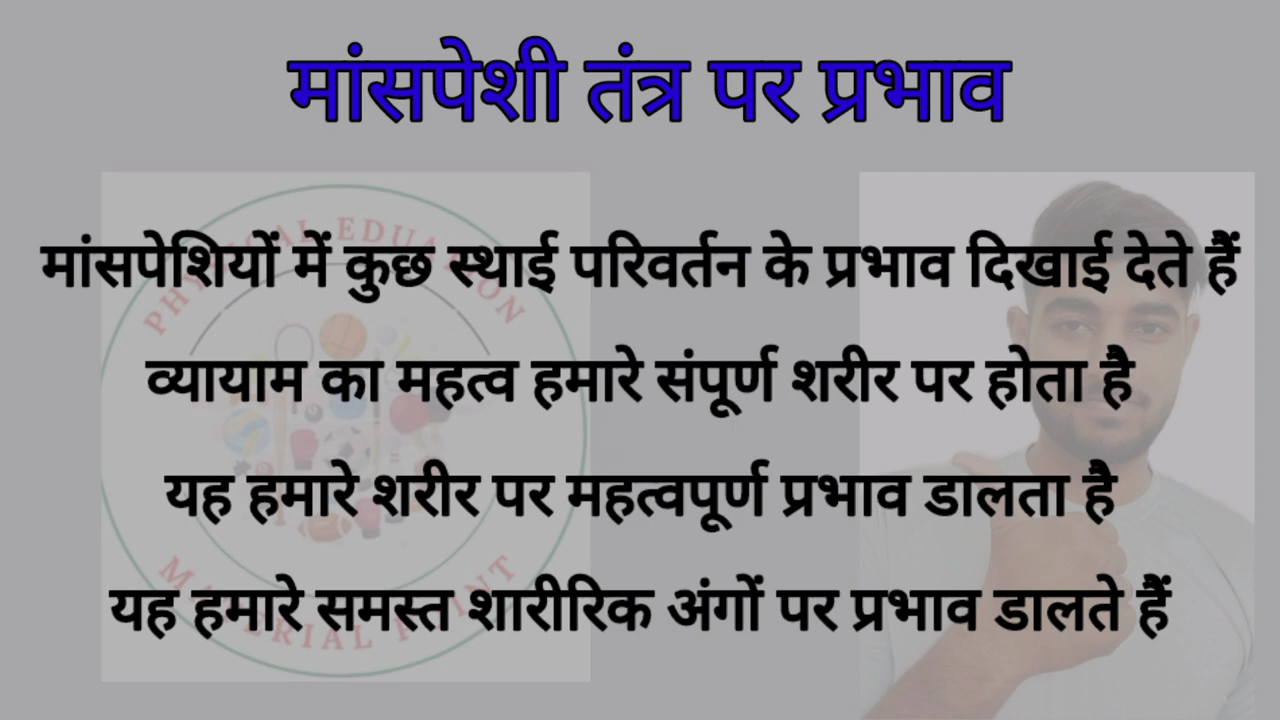 मांसपेशी तंत्र पर प्रभाव
मांसपेशियों में कुछ स्थाई परिवर्तन के प्रभाव दिखाई देते हैं
व्यायाम का महत्व हमारे संपूर्ण शरीर पर होता है
यह हमारे शरीर पर महत्वपूर्ण प्रभाव डालता है
यह हमारे समस्त शारीरिक अंगों पर प्रभाव डालते हैं